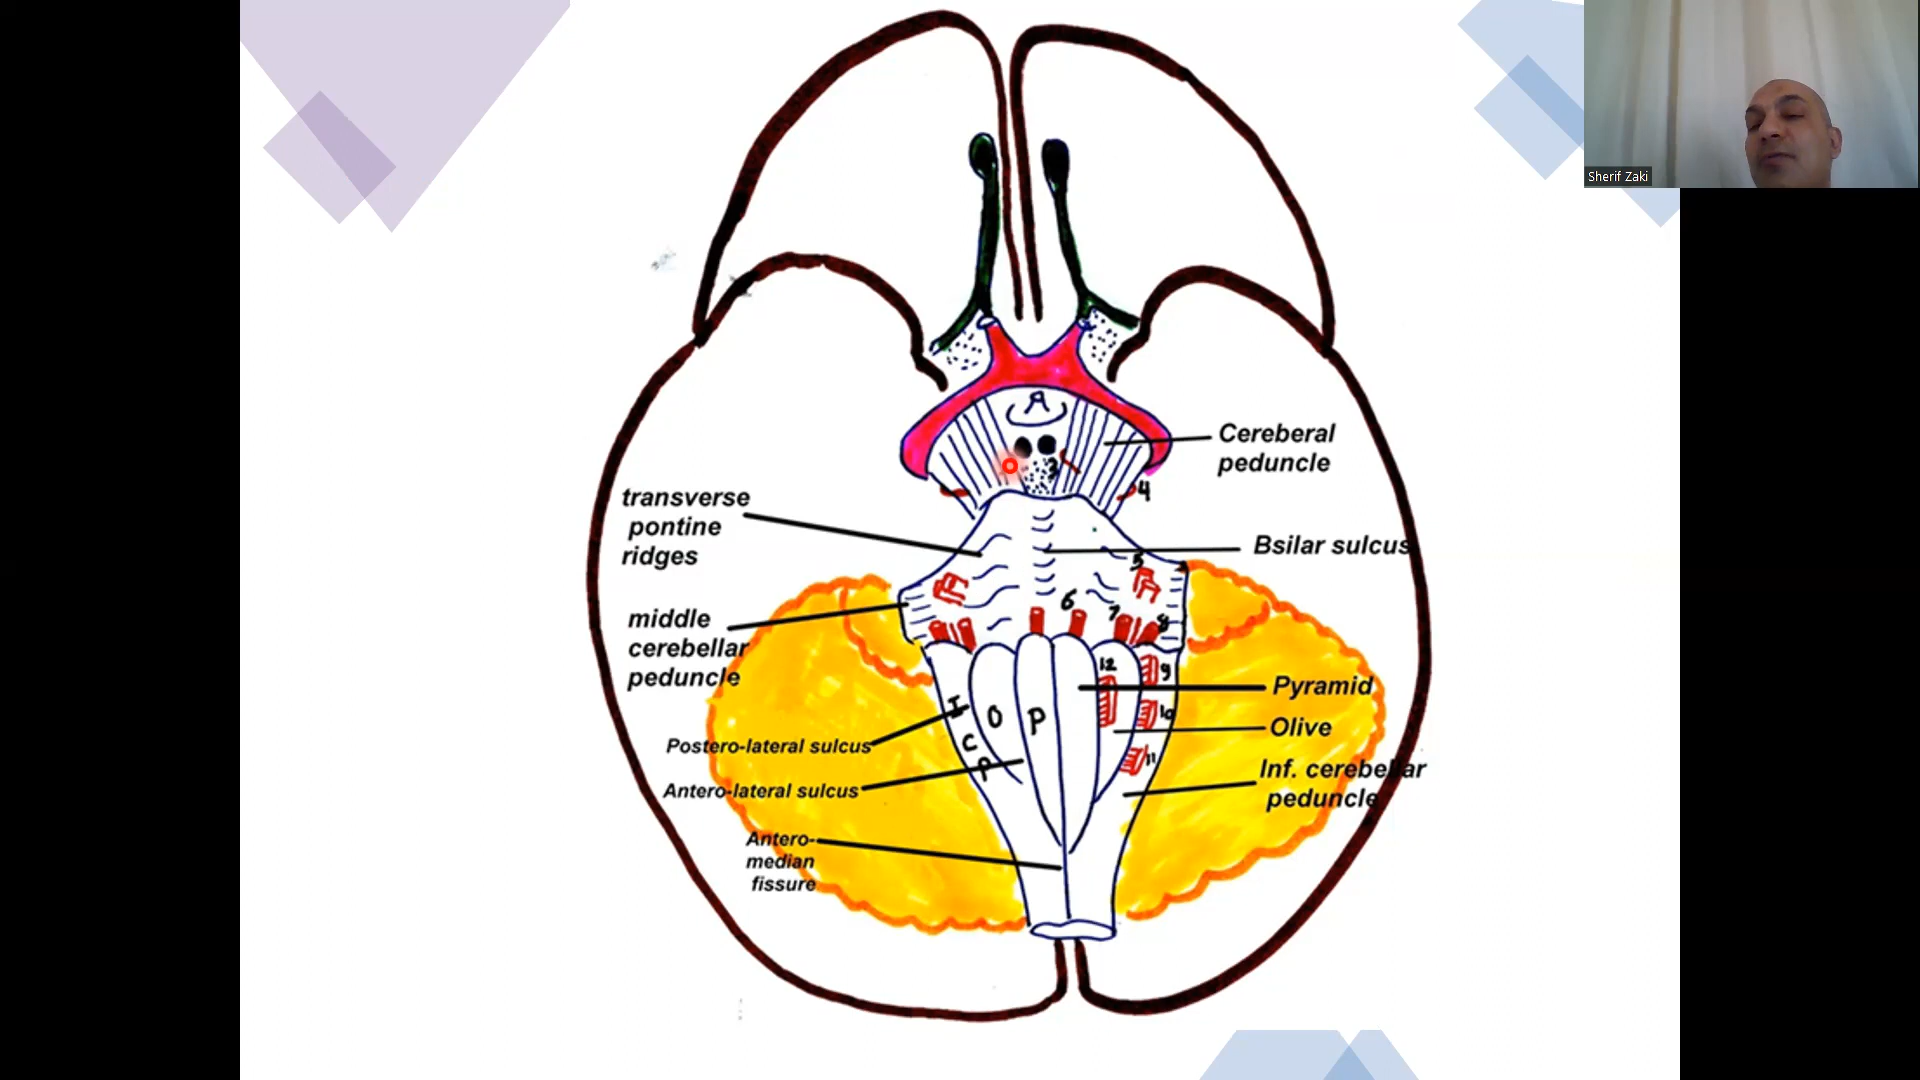 Sherif Zaki
A
Cereberal
peduncle
3
4
transverse
pontine
ridges
Bsilar sulcus
5
middle
cerebellar
peduncle
6
7
8
12
9
Pyramid
I
O
P
10
Olive
C
Postero-lateral sulcus
P
11
Inf. cerebellar
peduncle
Antero-lateral sulcus
Antero-
median
fissure